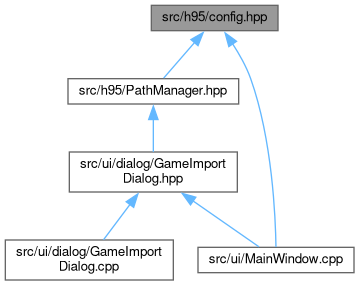 src/h95/config.hpp
src/h95/PathManager.hpp
src/ui/dialog/GameImport
Dialog.hpp
src/ui/dialog/GameImport
Dialog.cpp
src/ui/MainWindow.cpp